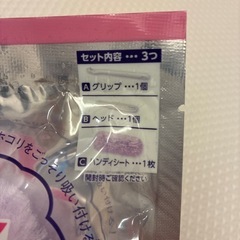 セット内容 ••• 3つ
A グリップ ••• 1個
B ヘッド ••• 1個
C ハンディシート ••• 1枚
開封時ご確認ください
ホコリをごっそり吸い付ける